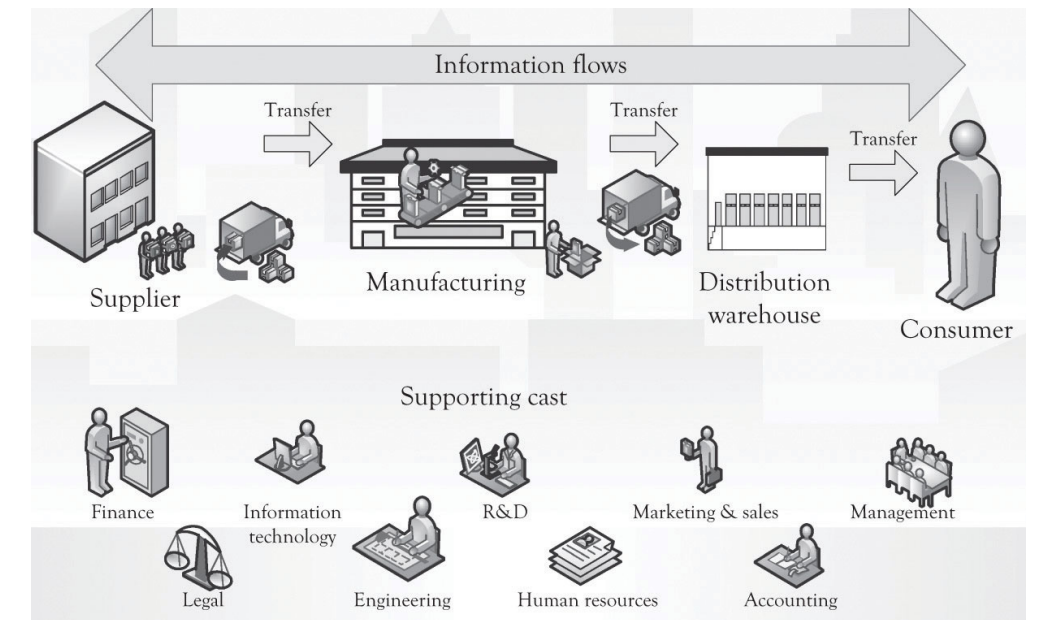 Information flows
Transfer
Transfer
Transfer
Supplier
Manufacturing
Distribution
warehouse
Consumer
Supporting cast
Finance
Information
technology
R&D
Marketing & sales
Management
Legal
Engineering
Human resources
Accounting